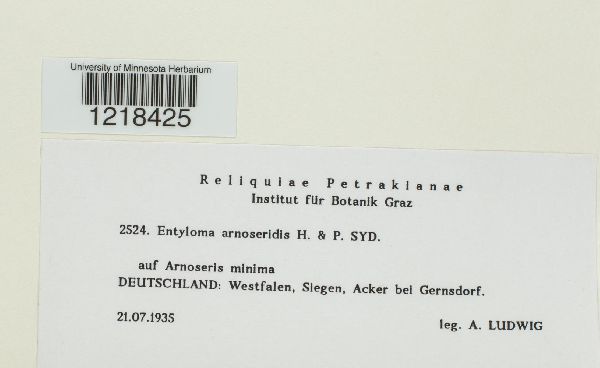 University of Minnesota Herbarium
1218425
Reliquiae Petrakianae
Institut für Botanik Graz
2524. Entyloma arnoseridis H. & P. SYD.
auf Arnoseris minima
DEUTSCHLAND: Westfalen, Siegen, Acker bei Gernsdorf.
21.07.1935 leg. A. LUDWIG